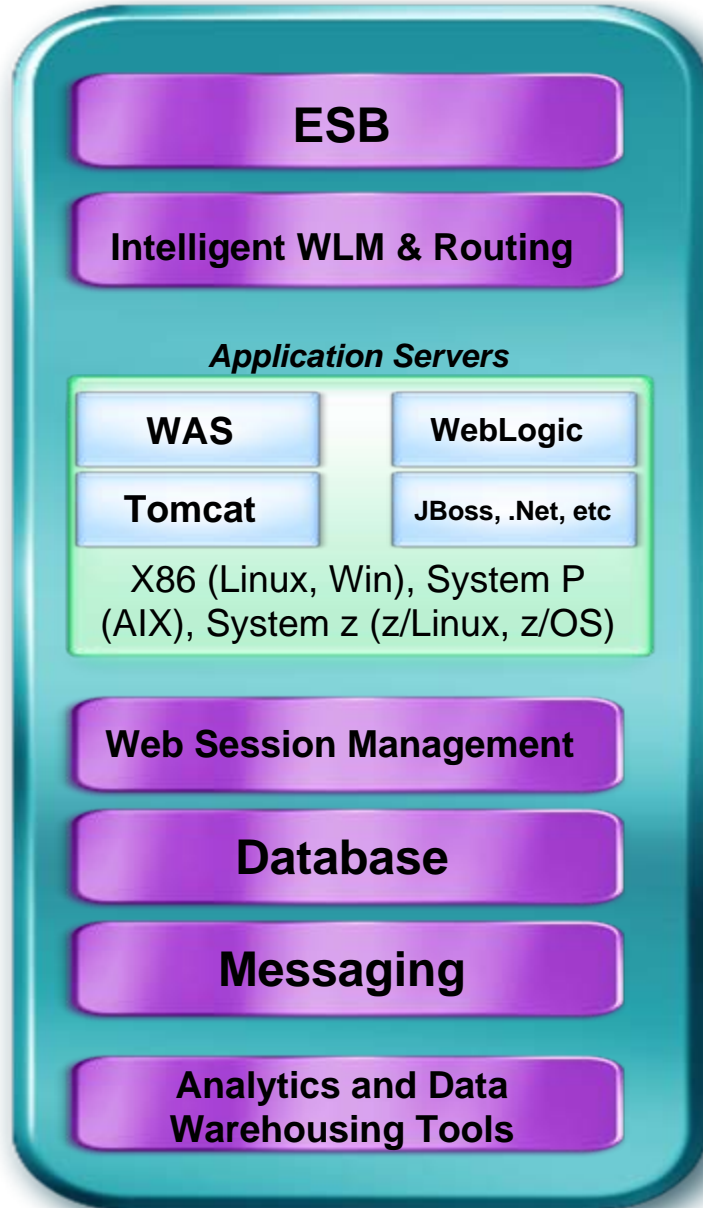 ESB
Intelligent WLM & Routing
Application Servers
WAS
WebLogic
Tomcat
JBoss, .Net, etc
X86 (Linux, Win), System P
(AIX), System z (z/Linux, z/OS)
Web Session Management
Database
Messaging
Analytics and Data
Warehousing Tools